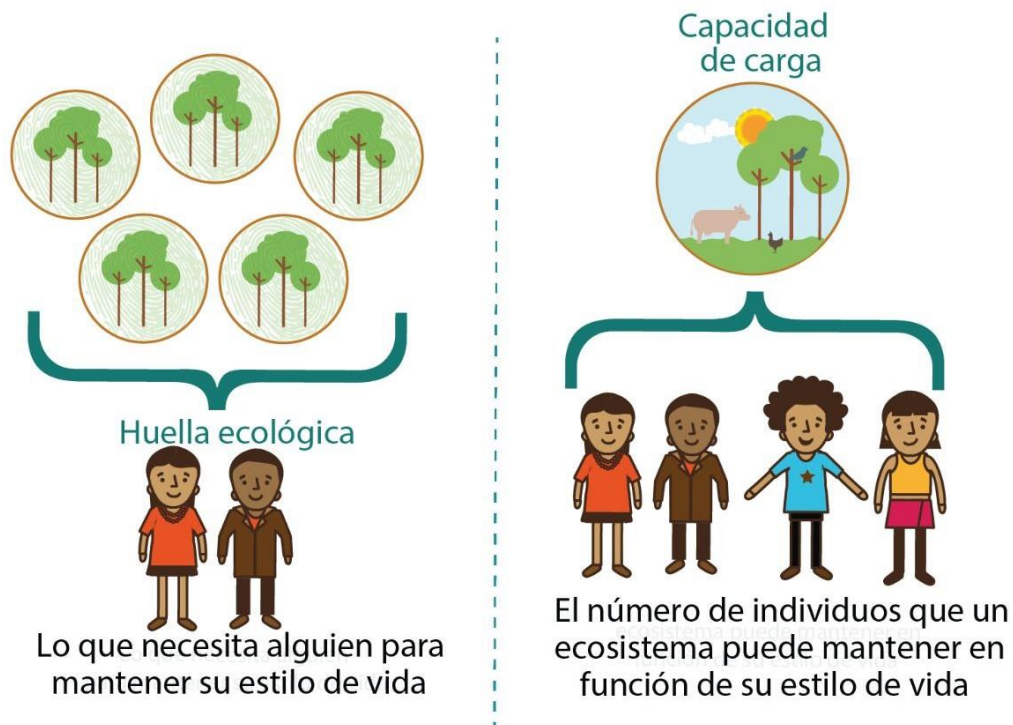 Huella ecológica
Lo que necesita alguien para
mantener su estilo de vida
Capacidad
de carga
El número de individuos que un
ecosistema puede mantener en
función de su estilo de vida